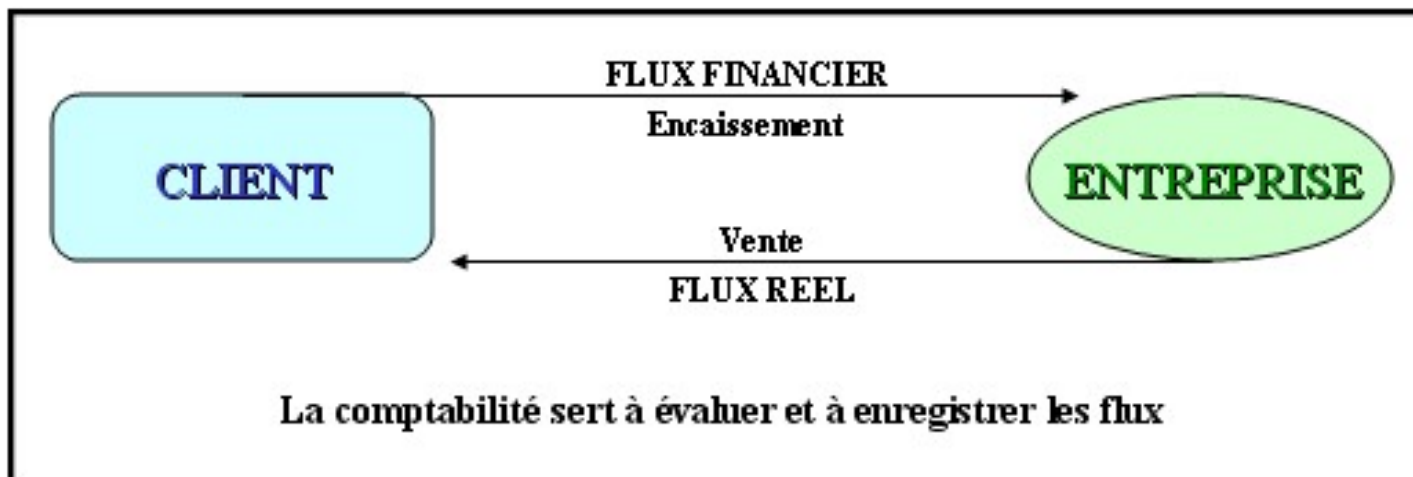 FLUX FINANCIER
Encaissement
CLIENT
ENTREPRISE
Vente
FLUX REEL
La comptabilité sert à évaluer et à enregistrer les flux